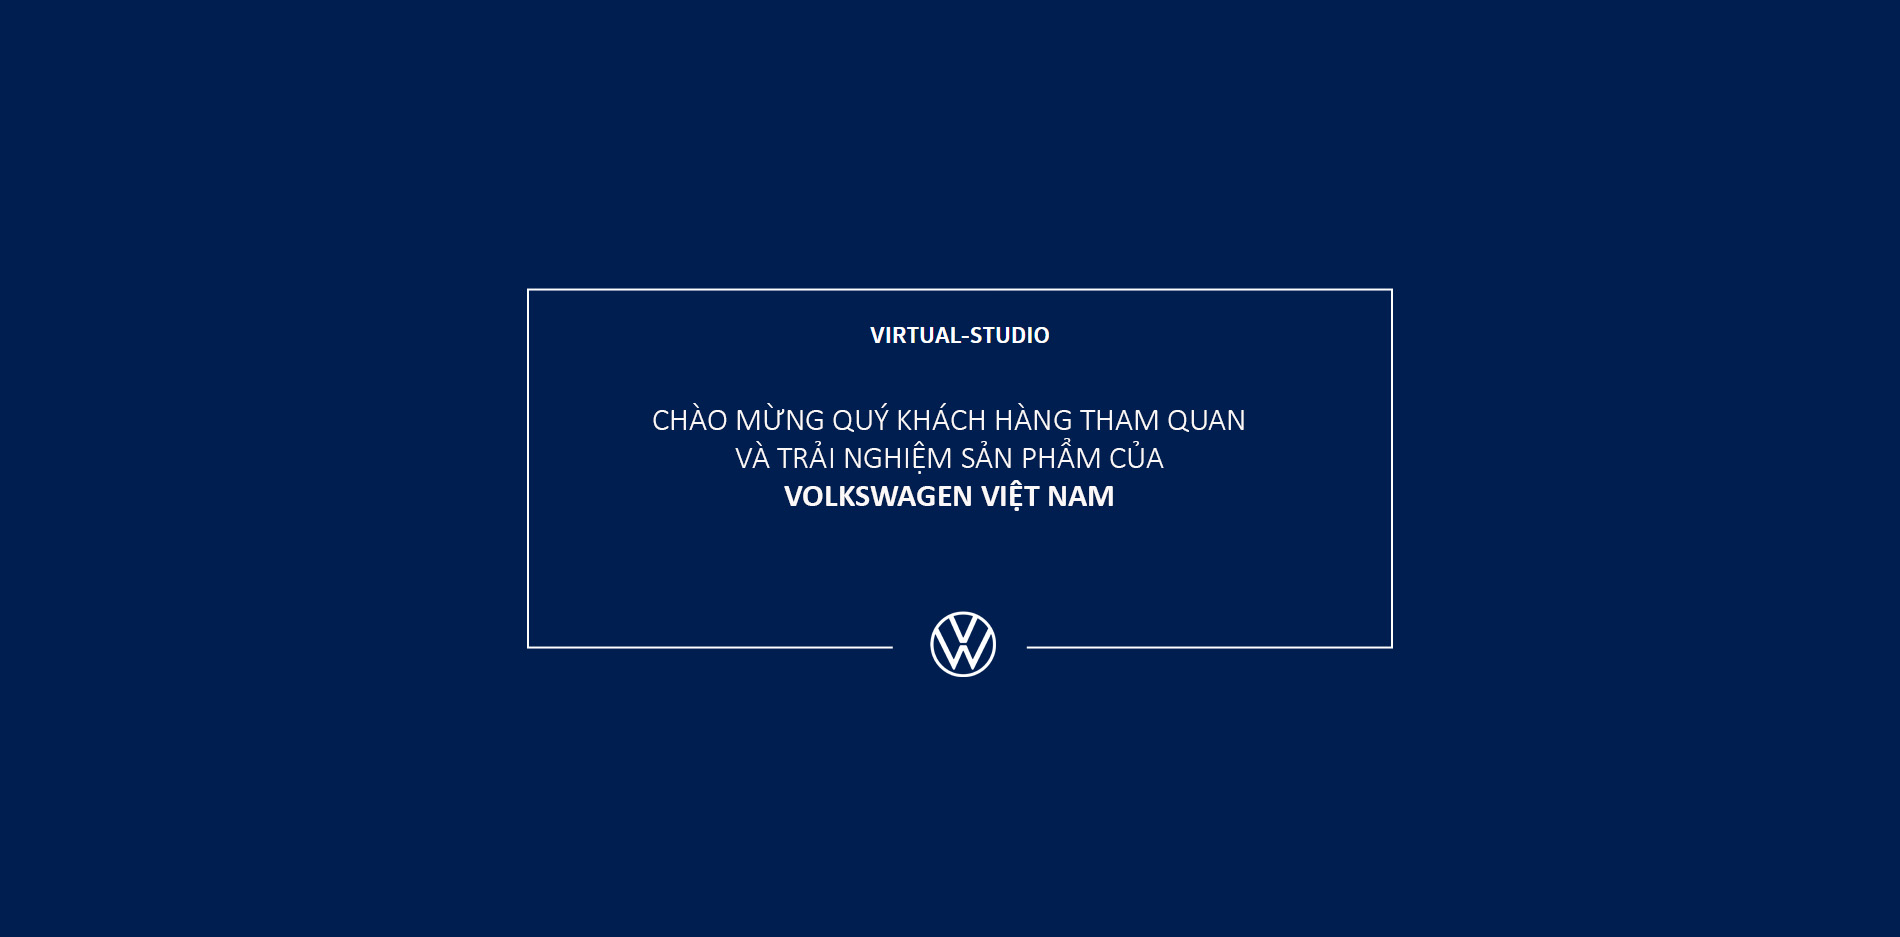 VIRTUAL-STUDIO
CHÀO MỪNG QUÝ KHÁCH HÀNG THAM QUAN
VÀ TRẢI NGHIỆM SẢN PHẨM CỦA
VOLKSWAGEN VIỆT NAM